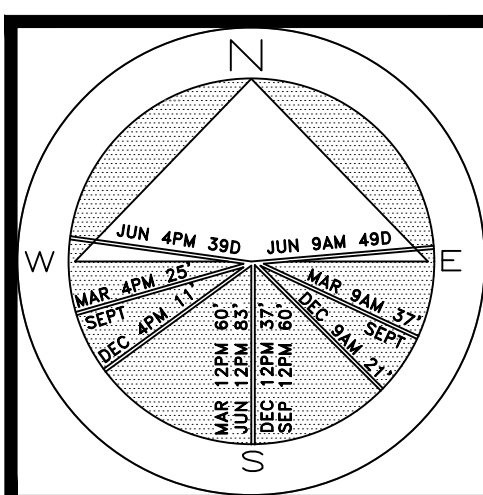 N
JUN 4PM 39D
JUN 9AM 49D
W
E
MAR 4PM 25'
SEPT
DEC 4PM 11'
MAR 9AM 37'
SEPT
DEC 9AM 21'
MAR 12PM 60'
JUN 12PM 83'
DEC 12PM 37'
SEP 12PM 60'
S